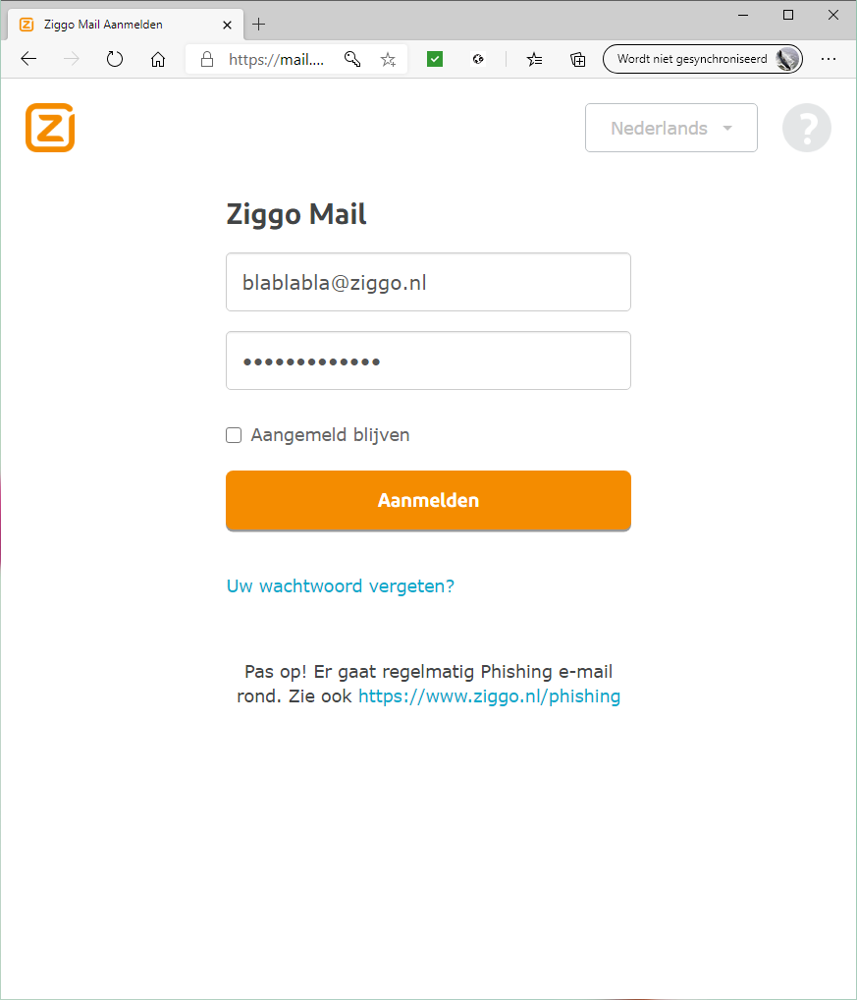 Ziggo Mail Aanmelden
https://mail....
Wordt niet gesynchroniseerd
Nederlands
Ziggo Mail
blablabla@ziggo.nl
•••••••••••••
Aangemeld blijven
Aanmelden
Uw wachtwoord vergeten?
Pas op! Er gaat regelmatig Phishing e-mail
rond. Zie ook https://www.ziggo.nl/phishing